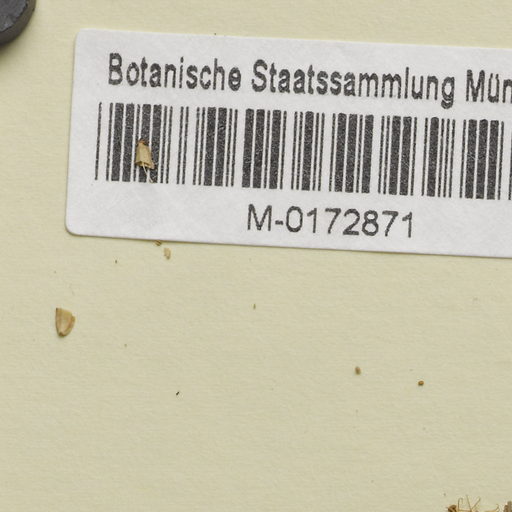 Botanische Staatssammlung Mün
M-0172871